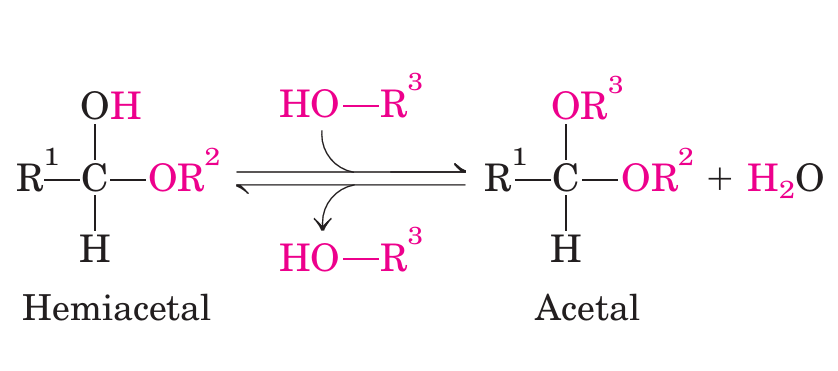 OH HO—R³ OR³
R¹—C—OR² R¹—C—OR² + H₂O
H HO—R³ H
Hemiacetal Acetal